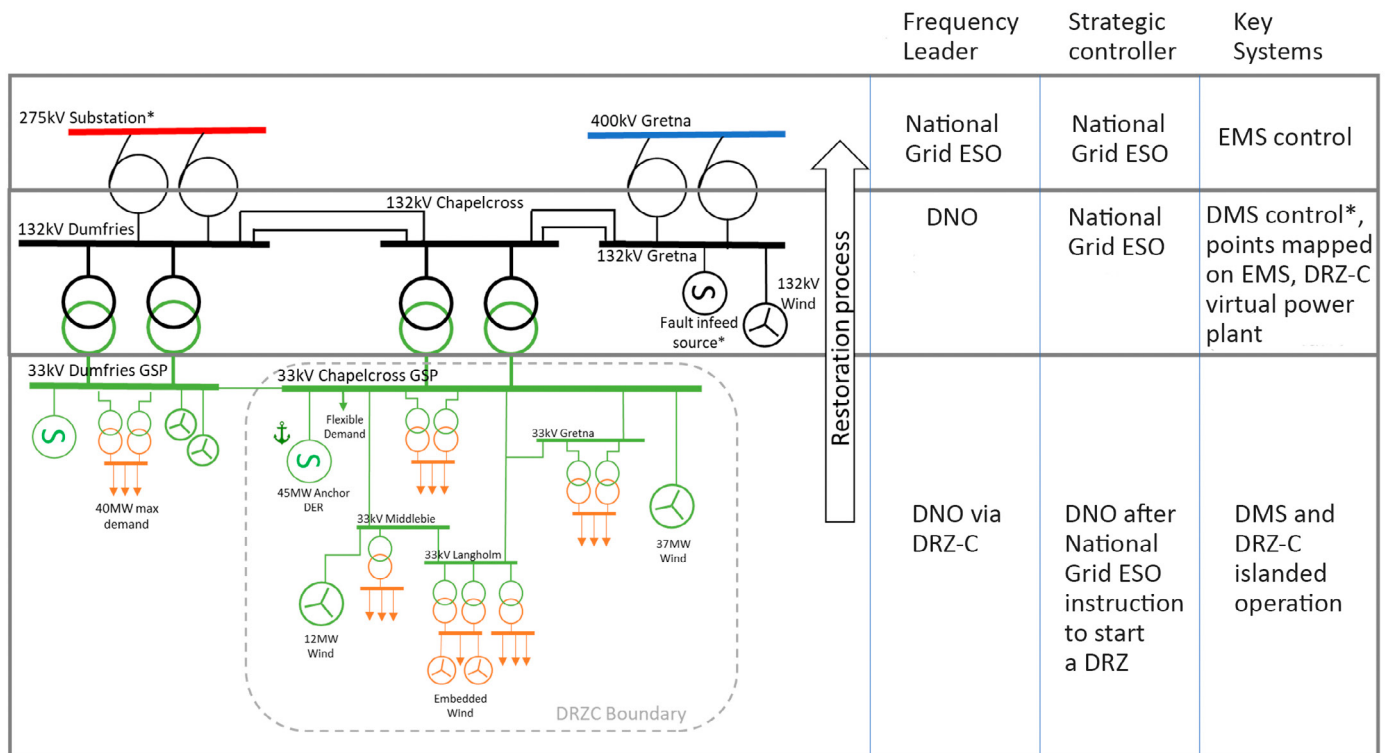 Frequency
Leader
Strategic
controller
Key
Systems
275kV Substation*
400kV Gretna
National
Grid ESO
National
Grid ESO
EMS control
132kV Chapelcross
132kV Dumfries
132kV Gretna
132kV
Wind
S
Fault infeed
source*
DNO
National
Grid ESO
DMS control*,
points mapped
on EMS, DRZ-C
virtual power
plant
Restoration process
33kV Dumfries GSP
33kV Chapelcross GSP
S
40MW max
demand
Flexible
Demand
S
45MW Anchor
DER
33kV Gretna
37MW
Wind
33kV Middlebie
33kV Langholm
12MW
Wind
Embedded
Wind
DRZC Boundary
DNO via
DRZ-C
DNO after
National
Grid ESO
instruction
to start
a DRZ
DMS and
DRZ-C
islanded
operation